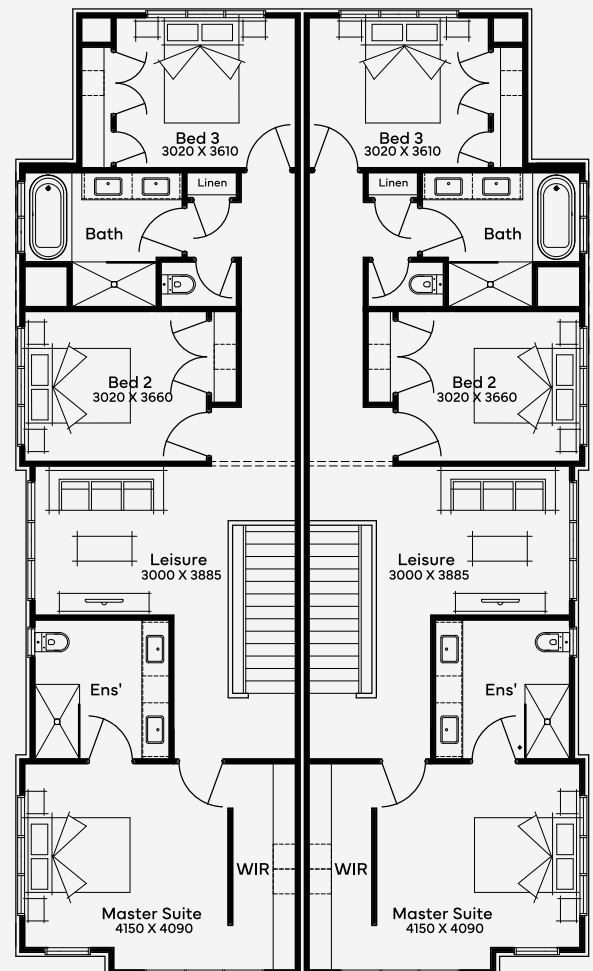 Bed 3
3020 X 3610
Bed 3
3020 X 3610
Linen
Linen
Bath
Bath
Bed 2
3020 X 3660
Bed 2
3020 X 3660
Leisure
3000 X 3885
Leisure
3000 X 3885
Ens'
Ens'
WIR
WIR
Master Suite
4150 X 4090
Master Suite
4150 X 4090